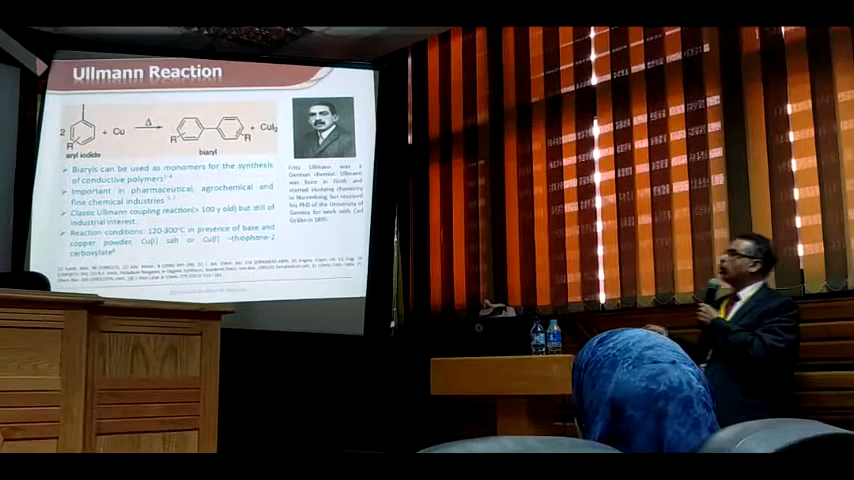 Ullmann Reaction
2 + Cu Δ + CuI2
R R R
aryl iodide biaryl
➢ Biaryls can be used as monomers for the synthesis
of conductive polymers
➢ Important in pharmaceutical, agrochemical and
fine chemical industries
➢ Classic Ullmann coupling reaction(> 100 y old) but still of
industrial interest.
➢ Reaction conditions: 120-300°C in presence of base and
copper powder, Cu(I) salt or Cu(I) -thiophene-2
carboxylate
Fritz Ullmann was a
German chemist. Ullmann
was born in Fürth and
started studying chemistry
in Nuremberg, but received
his PhD of the University of
Geneva for work with Carl
Gräbe in 1895